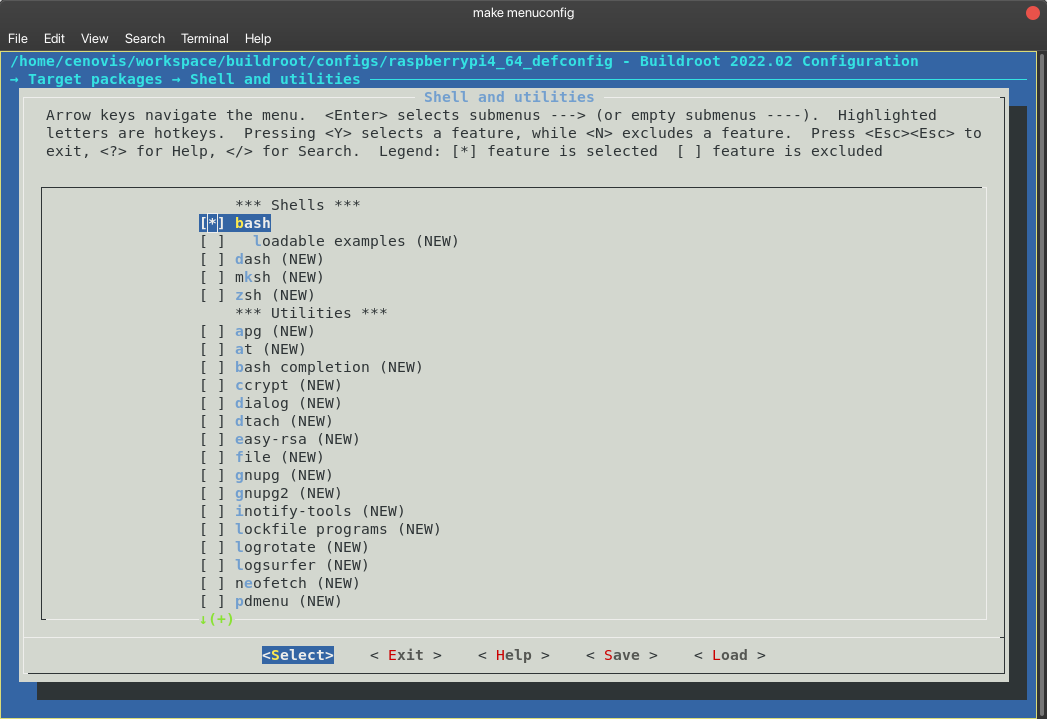 make menuconfig
File Edit View Search Terminal Help
/home/cenovis/workspace/buildroot/configs/raspberrypi4_64_defconfig - Buildroot 2022.02 Configuration
→ Target packages → Shell and utilities
Shell and utilities
Arrow keys navigate the menu.  <Enter> selects submenus ---> (or empty submenus ----).  Highlighted
letters are hotkeys.  Pressing <Y> selects a feature, while <N> excludes a feature.  Press <Esc><Esc> to
exit, <?> for Help, </> for Search.  Legend: [*] feature is selected  [ ] feature is excluded
*** Shells ***
[*] bash
[ ]   loadable examples (NEW)
[ ] dash (NEW)
[ ] mksh (NEW)
[ ] zsh (NEW)
*** Utilities ***
[ ] apg (NEW)
[ ] at (NEW)
[ ] bash completion (NEW)
[ ] ccrypt (NEW)
[ ] dialog (NEW)
[ ] dtach (NEW)
[ ] easy-rsa (NEW)
[ ] file (NEW)
[ ] gnupg (NEW)
[ ] gnupg2 (NEW)
[ ] inotify-tools (NEW)
[ ] lockfile programs (NEW)
[ ] logrotate (NEW)
[ ] logsurfer (NEW)
[ ] neofetch (NEW)
[ ] pdmenu (NEW)
↓(+)
<Select>    < Exit >    < Help >    < Save >    < Load >